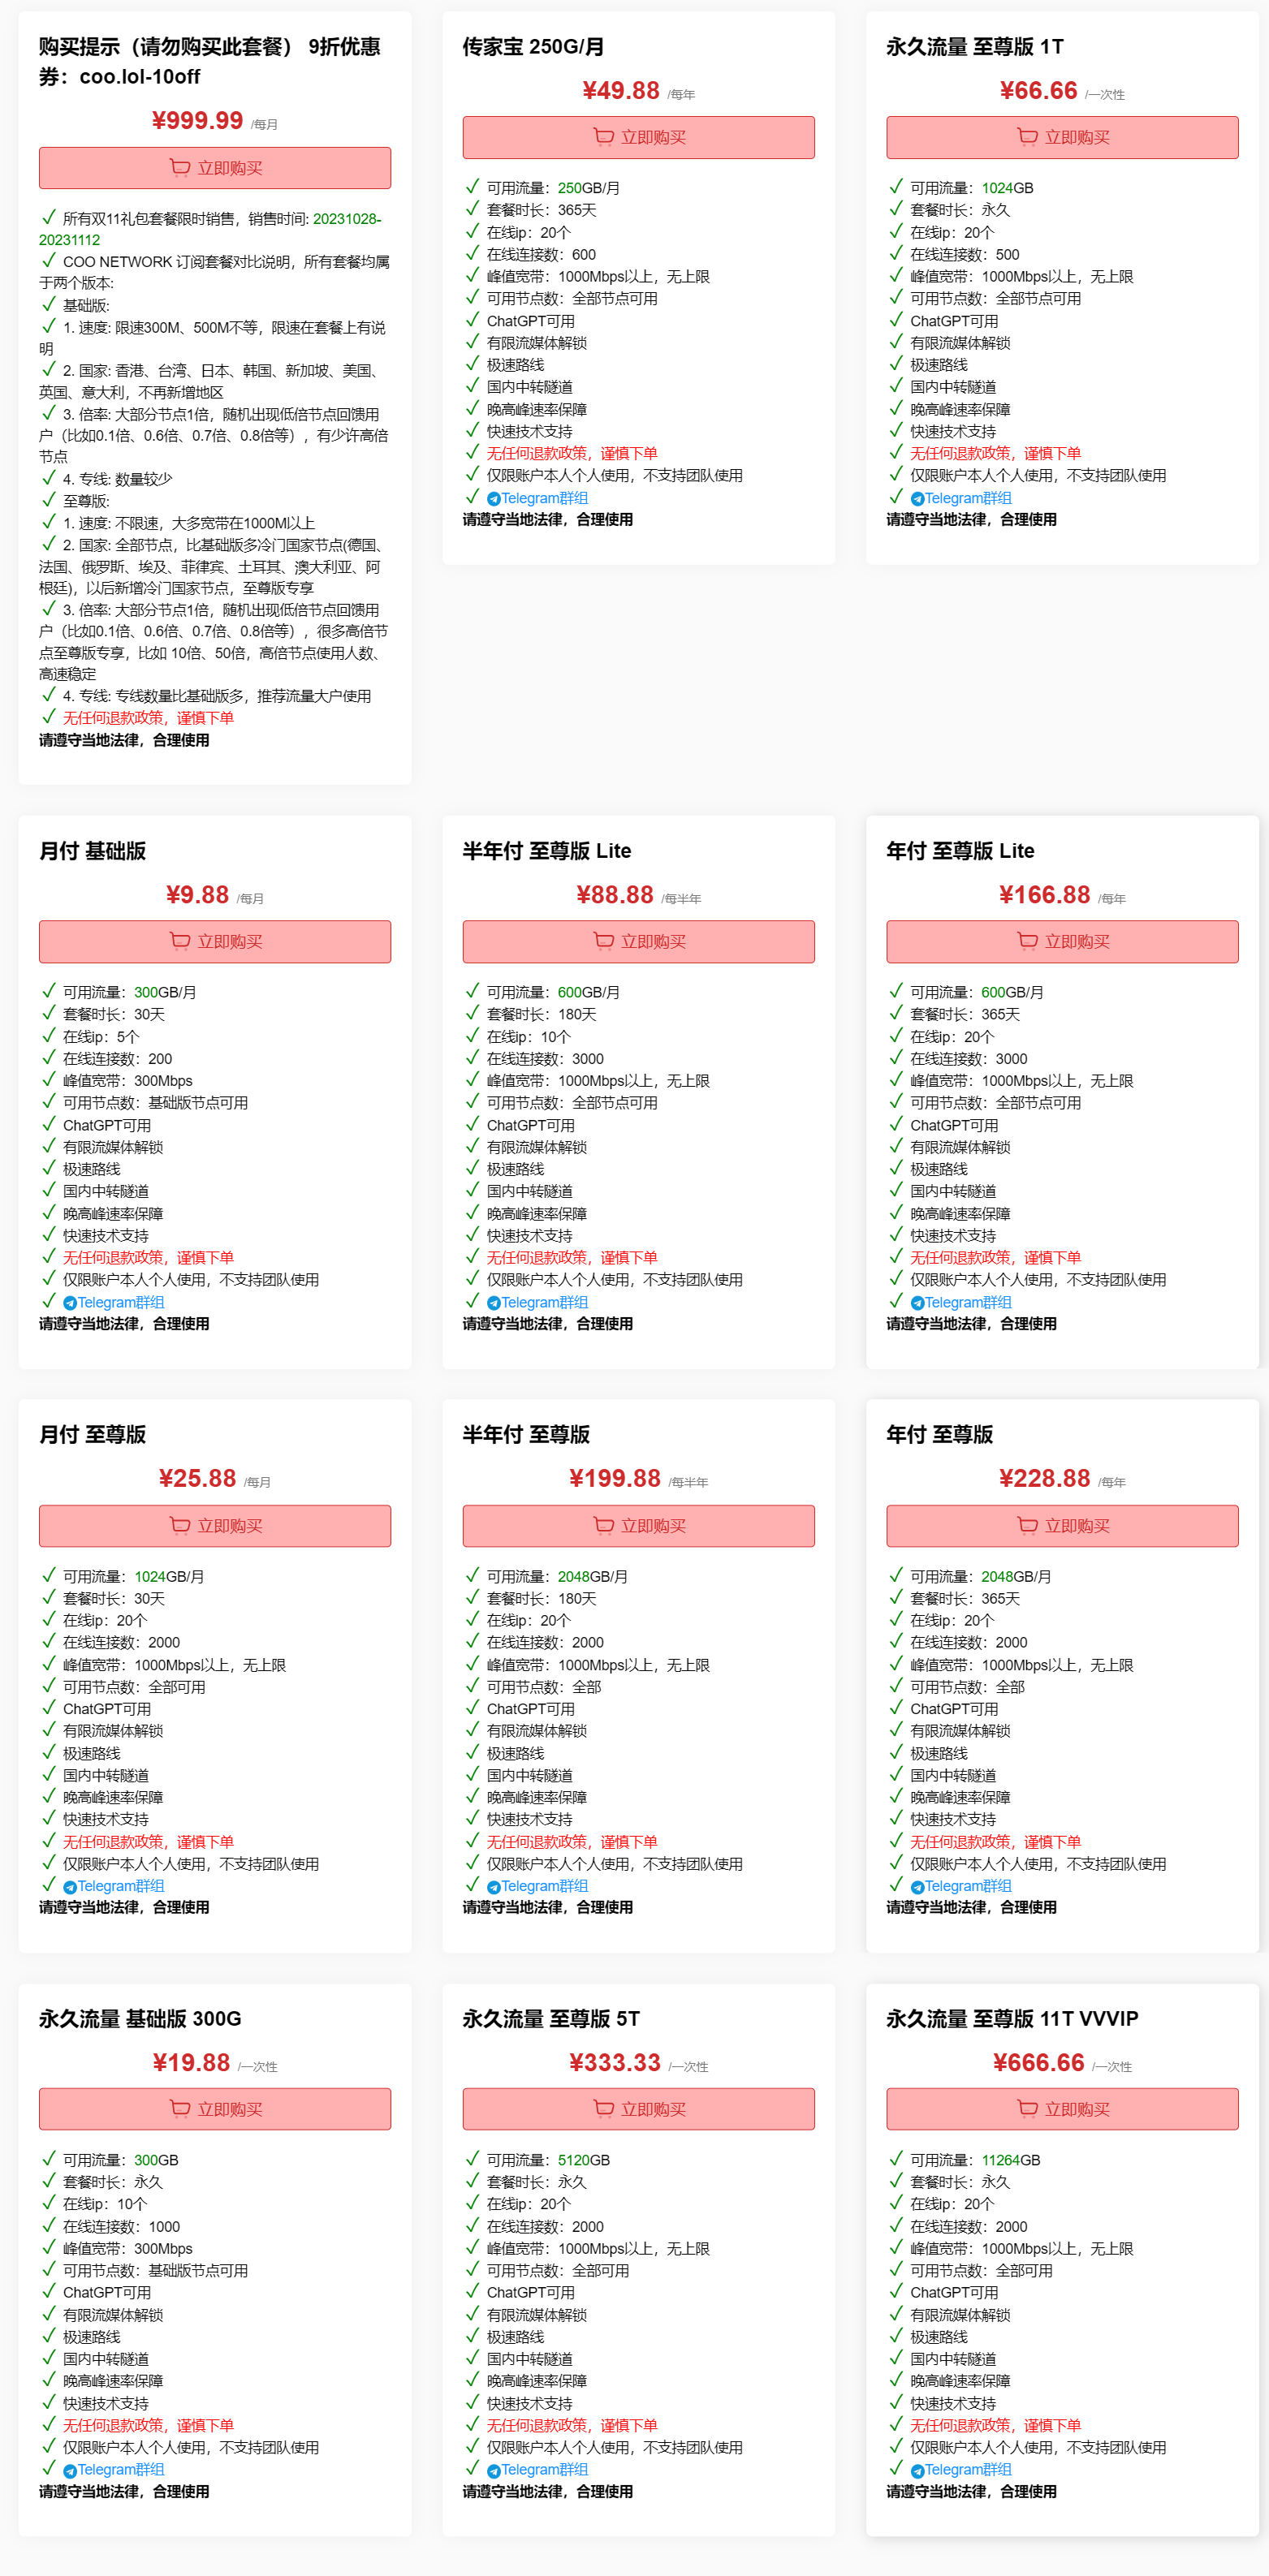 购买提示（请勿购买此套餐） 9折优惠
券：coo.lol-10off
¥999.99 /每月
立即购买
所有双11礼包套餐限时销售，销售时间: 20231028-
20231112
COO NETWORK 订阅套餐对比说明，所有套餐均属
于两个版本:
基础版:
1. 速度: 限速300M、500M不等，限速在套餐上有说
明
2. 国家: 香港、台湾、日本、韩国、新加坡、美国、
英国、意大利，不再新增地区
3. 倍率: 大部分节点1倍，随机出现低倍节点回馈用
户（比如0.1倍、0.6倍、0.7倍、0.8倍等），有少许高倍
节点
4. 专线: 数量较少
至尊版:
1. 速度: 不限速，大多宽带在1000M以上
2. 国家: 全部节点，比基础版多冷门国家节点(德国、
法国、俄罗斯、埃及、菲律宾、土耳其、澳大利亚、阿
根廷)，以后新增冷门国家节点，至尊版专享
3. 倍率: 大部分节点1倍，随机出现低倍节点回馈用
户（比如0.1倍、0.6倍、0.7倍、0.8倍等），很多高倍节
点至尊版专享，比如 10倍、50倍，高倍节点使用人数、
高速稳定
4. 专线: 专线数量比基础版多，推荐流量大户使用
无任何退款政策，谨慎下单
请遵守当地法律，合理使用
传家宝 250G/月
¥49.88 /每年
立即购买
可用流量：250GB/月
套餐时长：365天
在线ip：20个
在线连接数：600
峰值宽带：1000Mbps以上，无上限
可用节点数：全部节点可用
ChatGPT可用
有限流媒体解锁
极速路线
国内中转隧道
晚高峰速率保障
快速技术支持
无任何退款政策，谨慎下单
仅限账户本人个人使用，不支持团队使用
Telegram群组
请遵守当地法律，合理使用
永久流量 至尊版 1T
¥66.66 /一次性
立即购买
可用流量：1024GB
套餐时长：永久
在线ip：20个
在线连接数：500
峰值宽带：1000Mbps以上，无上限
可用节点数：全部节点可用
ChatGPT可用
有限流媒体解锁
极速路线
国内中转隧道
晚高峰速率保障
快速技术支持
无任何退款政策，谨慎下单
仅限账户本人个人使用，不支持团队使用
Telegram群组
请遵守当地法律，合理使用
月付 基础版
¥9.88 /每月
立即购买
可用流量：300GB/月
套餐时长：30天
在线ip：5个
在线连接数：200
峰值宽带：300Mbps
可用节点数：基础版节点可用
ChatGPT可用
有限流媒体解锁
极速路线
国内中转隧道
晚高峰速率保障
快速技术支持
无任何退款政策，谨慎下单
仅限账户本人个人使用，不支持团队使用
Telegram群组
请遵守当地法律，合理使用
半年付 至尊版 Lite
¥88.88 /每半年
立即购买
可用流量：600GB/月
套餐时长：180天
在线ip：10个
在线连接数：3000
峰值宽带：1000Mbps以上，无上限
可用节点数：全部节点可用
ChatGPT可用
有限流媒体解锁
极速路线
国内中转隧道
晚高峰速率保障
快速技术支持
无任何退款政策，谨慎下单
仅限账户本人个人使用，不支持团队使用
Telegram群组
请遵守当地法律，合理使用
年付 至尊版 Lite
¥166.88 /每年
立即购买
可用流量：600GB/月
套餐时长：365天
在线ip：20个
在线连接数：3000
峰值宽带：1000Mbps以上，无上限
可用节点数：全部节点可用
ChatGPT可用
有限流媒体解锁
极速路线
国内中转隧道
晚高峰速率保障
快速技术支持
无任何退款政策，谨慎下单
仅限账户本人个人使用，不支持团队使用
Telegram群组
请遵守当地法律，合理使用
月付 至尊版
¥25.88 /每月
立即购买
可用流量：1024GB/月
套餐时长：30天
在线ip：20个
在线连接数：2000
峰值宽带：1000Mbps以上，无上限
可用节点数：全部可用
ChatGPT可用
有限流媒体解锁
极速路线
国内中转隧道
晚高峰速率保障
快速技术支持
无任何退款政策，谨慎下单
仅限账户本人个人使用，不支持团队使用
Telegram群组
请遵守当地法律，合理使用
半年付 至尊版
¥199.88 /每半年
立即购买
可用流量：2048GB/月
套餐时长：180天
在线ip：20个
在线连接数：2000
峰值宽带：1000Mbps以上，无上限
可用节点数：全部
ChatGPT可用
有限流媒体解锁
极速路线
国内中转隧道
晚高峰速率保障
快速技术支持
无任何退款政策，谨慎下单
仅限账户本人个人使用，不支持团队使用
Telegram群组
请遵守当地法律，合理使用
年付 至尊版
¥228.88 /每年
立即购买
可用流量：2048GB/月
套餐时长：365天
在线ip：20个
在线连接数：2000
峰值宽带：1000Mbps以上，无上限
可用节点数：全部
ChatGPT可用
有限流媒体解锁
极速路线
国内中转隧道
晚高峰速率保障
快速技术支持
无任何退款政策，谨慎下单
仅限账户本人个人使用，不支持团队使用
Telegram群组
请遵守当地法律，合理使用
永久流量 基础版 300G
¥19.88 /一次性
立即购买
可用流量：300GB
套餐时长：永久
在线ip：10个
在线连接数：1000
峰值宽带：300Mbps
可用节点数：基础版节点可用
ChatGPT可用
有限流媒体解锁
极速路线
国内中转隧道
晚高峰速率保障
快速技术支持
无任何退款政策，谨慎下单
仅限账户本人个人使用，不支持团队使用
Telegram群组
请遵守当地法律，合理使用
永久流量 至尊版 5T
¥333.33 /一次性
立即购买
可用流量：5120GB
套餐时长：永久
在线ip：20个
在线连接数：2000
峰值宽带：1000Mbps以上，无上限
可用节点数：全部可用
ChatGPT可用
有限流媒体解锁
极速路线
国内中转隧道
晚高峰速率保障
快速技术支持
无任何退款政策，谨慎下单
仅限账户本人个人使用，不支持团队使用
Telegram群组
请遵守当地法律，合理使用
永久流量 至尊版 11T VVVIP
¥666.66 /一次性
立即购买
可用流量：11264GB
套餐时长：永久
在线ip：20个
在线连接数：2000
峰值宽带：1000Mbps以上，无上限
可用节点数：全部可用
ChatGPT可用
有限流媒体解锁
极速路线
国内中转隧道
晚高峰速率保障
快速技术支持
无任何退款政策，谨慎下单
仅限账户本人个人使用，不支持团队使用
Telegram群组
请遵守当地法律，合理使用